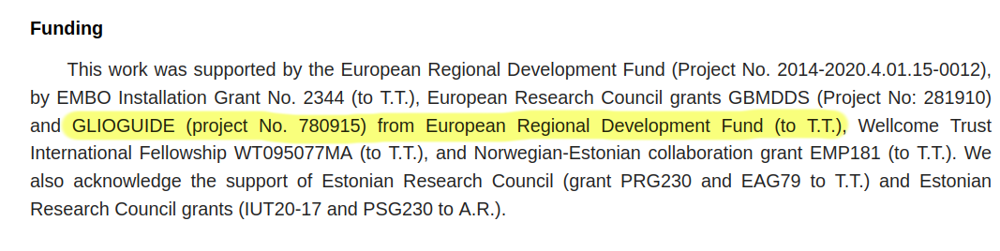 Funding
This work was supported by the European Regional Development Fund (Project No. 2014-2020.4.01.15-0012),
by EMBO Installation Grant No. 2344 (to T.T.), European Research Council grants GBMDDS (Project No: 281910)
and GLIOGUIDE (project No. 780915) from European Regional Development Fund (to T.T.), Wellcome Trust
International Fellowship WT095077MA (to T.T.), and Norwegian-Estonian collaboration grant EMP181 (to T.T.). We
also acknowledge the support of Estonian Research Council (grant PRG230 and EAG79 to T.T.) and Estonian
Research Council grants (IUT20-17 and PSG230 to A.R.).